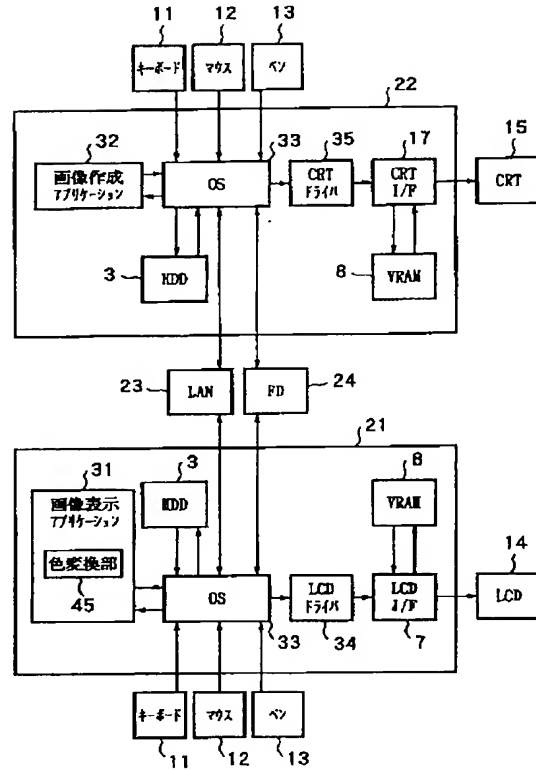 11
12
13
キーボード
マウス
ペン
22
32
33
35
17
15
画像作成
アプリケーション
OS
CRT
ドライバ
CRT
I/F
CRT
3
HDD
8
VRAM
23
LAN
FD
24
21
31
3
8
画像表示
アプリケーション
HDD
VRAM
14
色変換部
45
OS
LCD
ドライバ
LCD
I/F
LCD
33
34
7
キーボード
マウス
ペン
11
12
13